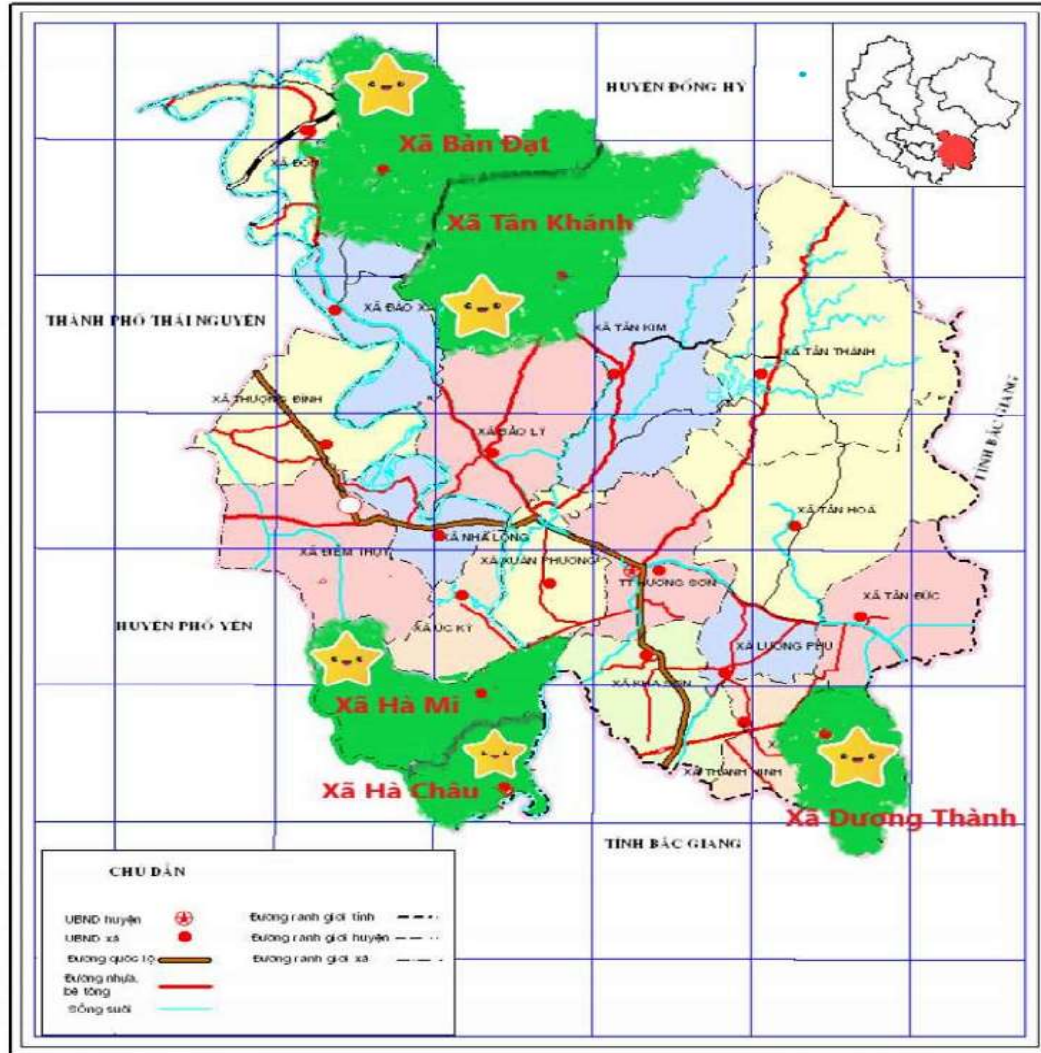 HUYỆN ĐỒNG HỶ
Xã Bàn Đạt
Xã Tân Khánh
XÃ ĐÀO XÁ
THÀNH PHỐ THÁI NGUYÊN
XÃ TÂN KIM
XÃ TÂN THÀNH
XÃ THƯỢNG ĐÌNH
TỈNH BẮC GIANG
XÃ BẢO LÝ
XÃ TÂN HOÀ
XÃ NHÃ LỘNG
XÃ ĐIỀM THỤY
XÃ XUÂN PHƯƠNG
TT HƯƠNG SƠN
XÃ TÂN ĐỨC
HUYỆN PHỔ YÊN
XÃ ÚC KỲ
XÃ LƯƠNG PHÚ
XÃ KHA SƠN
Xã Hà Mi
XÃ THANH NINH
Xã Hà Châu
Xã Dương Thành
TỈNH BẮC GIANG
CHÚ DẪN
UBND huyện
UBND xã
Đường quốc lộ
Đường nhựa,
bê tông
Sông suối
Đường ranh giới tỉnh
Đường ranh giới huyện
Đường ranh giới xã